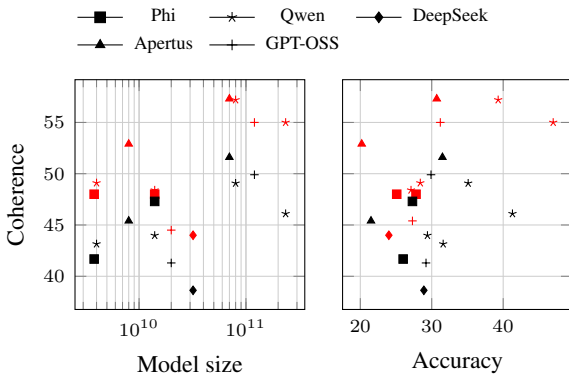 Phi Qwen DeepSeek
Apertus GPT-OSS
Coherence
55
50
45
40
10^10 10^11
Model size
20 30 40
Accuracy